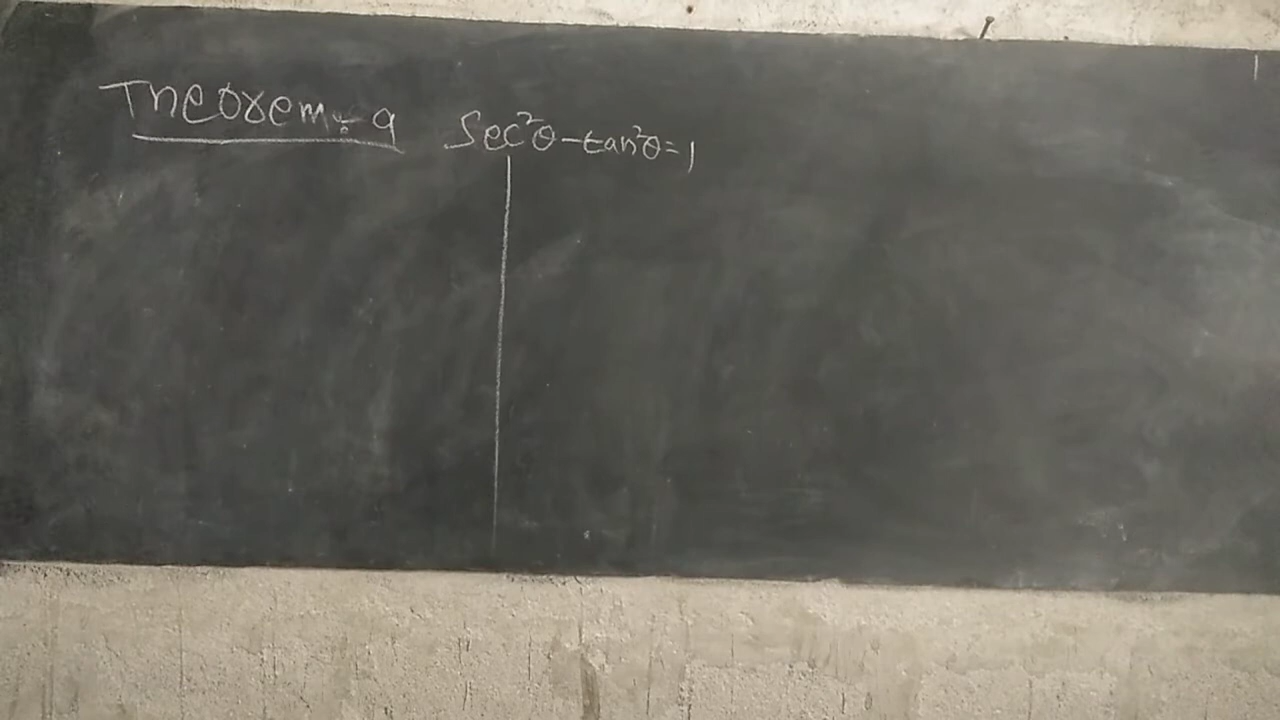 Theorem:- 9 Sec²θ-tan²θ=1